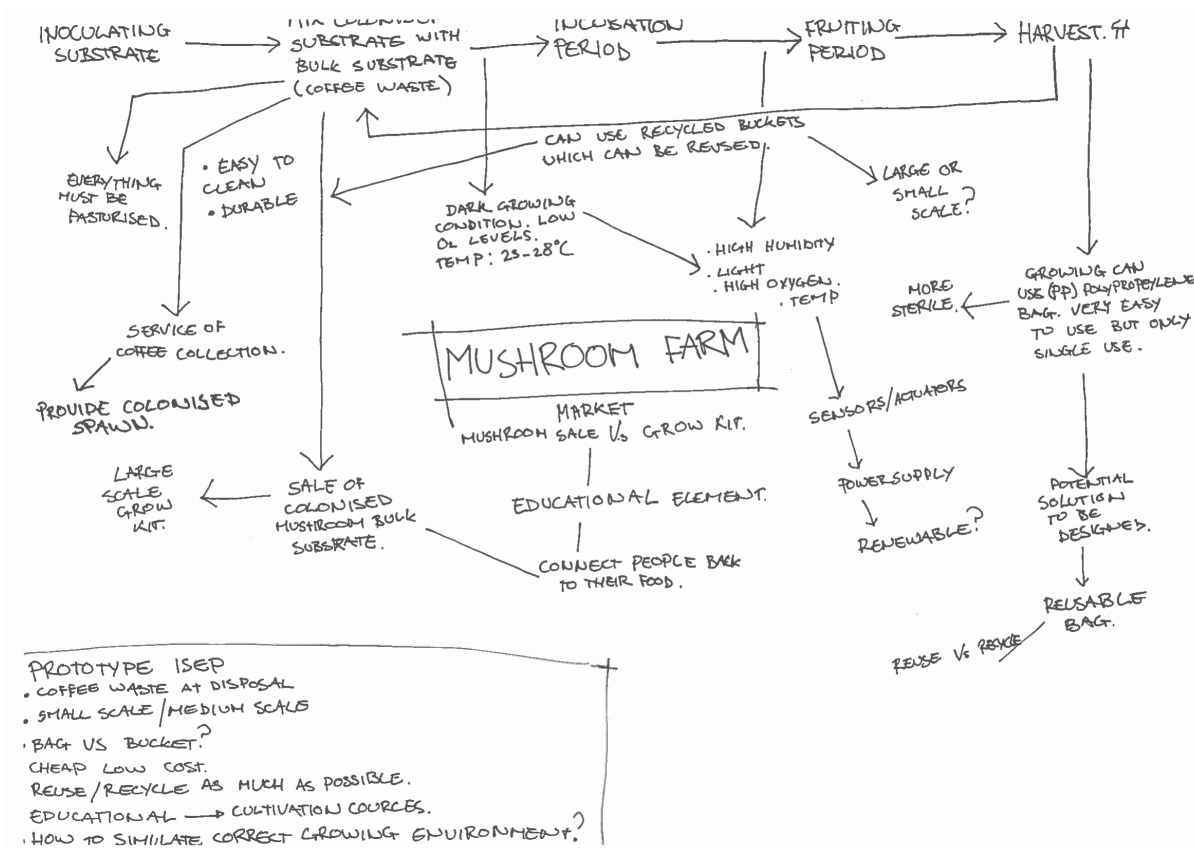 INOCULATING
SUBSTRATE
MIX COLONISED
SUBSTRATE WITH
BULK SUBSTRATE
(COFFEE WASTE)
INCUBATION
PERIOD
FRUITING
PERIOD
HARVEST.
EVERYTHING
MUST BE
PASTURISED.
• EASY TO
CLEAN
• DURABLE
CAN USE RECYCLED BUCKETS
WHICH CAN BE REUSED.
LARGE OR
SMALL
SCALE?
DARK GROWING
CONDITION. LOW
O2 LEVELS.
TEMP: 25-28°C
• HIGH HUMIDITY
• LIGHT
• HIGH OXYGEN.
• TEMP
MORE
STERILE.
GROWING CAN
USE (PP) POLYPROPEYLENE
BAG. VERY EASY
TO USE BUT ONLY
SINGLE USE.
SERVICE OF
COFFEE COLLECTION.
PROVIDE COLONISED
SPAWN.
MUSHROOM FARM
MARKET
MUSHROOM SALE Vs GROW KIT.
SENSORS/ACTUATORS
LARGE
SCALE
GROW
KIT.
SALE OF
COLONISED
MUSHROOM BULK
SUBSTRATE.
EDUCATIONAL ELEMENT.
POWERSUPPLY
POTENTIAL
SOLUTION
TO BE
DESIGNED.
RENEWABLE?
CONNECT PEOPLE BACK
TO THEIR FOOD.
REUSABLE
BAG.
REUSE Vs RECYCLE
PROTOTYPE ISEP
• COFFEE WASTE AT DISPOSAL
• SMALL SCALE/MEDIUM SCALE
• BAG VS BUCKET?
CHEAP LOW COST.
REUSE/RECYCLE AS MUCH AS POSSIBLE.
EDUCATIONAL → CULTIVATION COURCES.
• HOW TO SIMILATE CORRECT GROWING ENVIRONMENT?